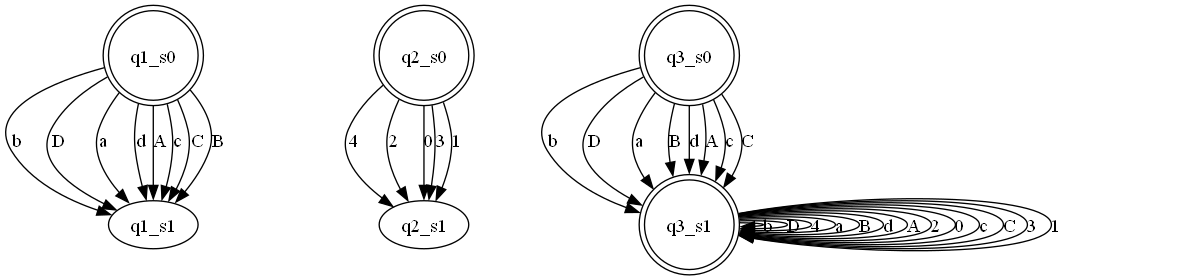 q1_s0 q2_s0 q3_s0
b D a d A c C B 4 2 0 3 1 b D a B d A c C
q1_s1 q2_s1 q3_s1 b D 4 a B d A 2 0 c C 3 1